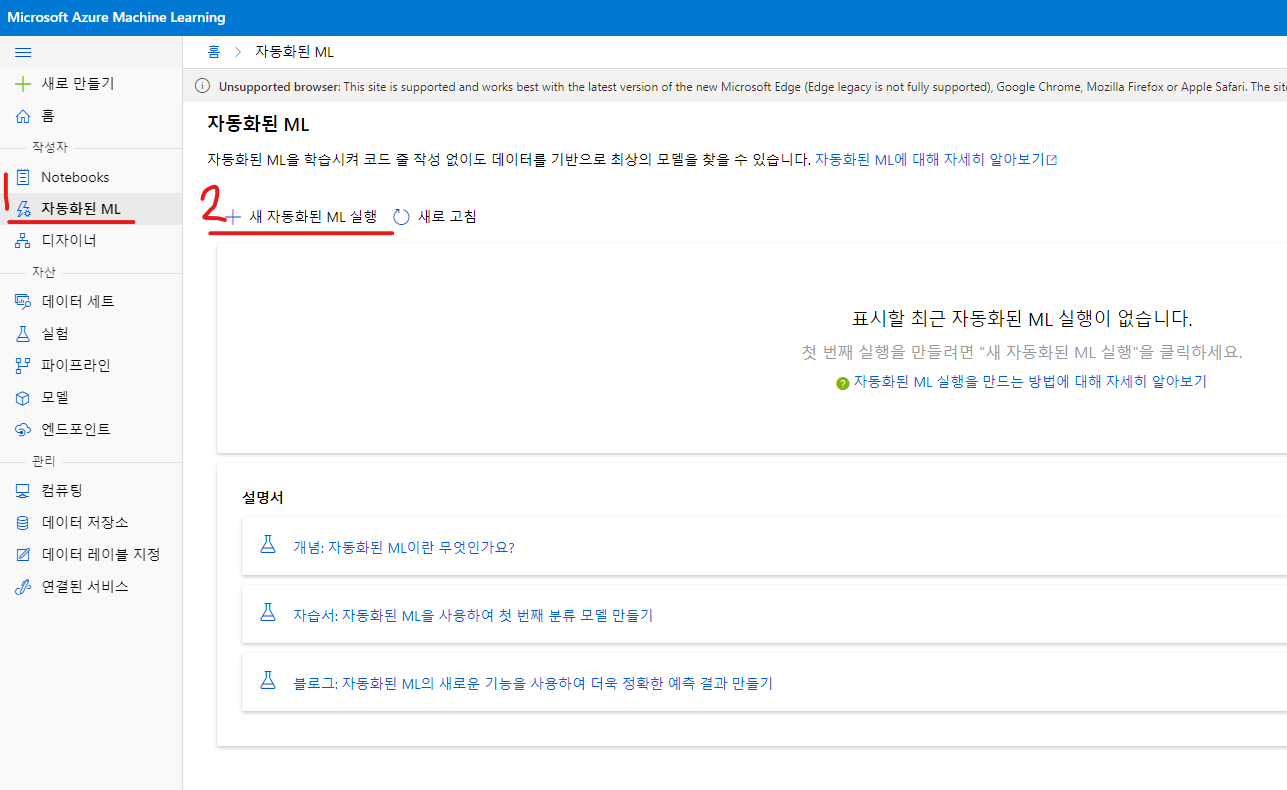 Microsoft Azure Machine Learning
홈 > 자동화된 ML
새로 만들기
홈
작성자
Notebooks
1 자동화된 ML
디자이너
자산
데이터 세트
실험
파이프라인
모델
엔드포인트
관리
컴퓨팅
데이터 저장소
데이터 레이블 지정
연결된 서비스
Unsupported browser: This site is supported and works best with the latest version of the new Microsoft Edge (Edge legacy is not fully supported), Google Chrome, Mozilla Firefox or Apple Safari. The site
자동화된 ML
자동화된 ML을 학습시켜 코드 줄 작성 없이도 데이터를 기반으로 최상의 모델을 찾을 수 있습니다. 자동화된 ML에 대해 자세히 알아보기
2 + 새 자동화된 ML 실행 새로 고침
표시할 최근 자동화된 ML 실행이 없습니다.
첫 번째 실행을 만들려면 "새 자동화된 ML 실행"을 클릭하세요.
? 자동화된 ML 실행을 만드는 방법에 대해 자세히 알아보기
설명서
개념: 자동화된 ML이란 무엇인가요?
자습서: 자동화된 ML을 사용하여 첫 번째 분류 모델 만들기
블로그: 자동화된 ML의 새로운 기능을 사용하여 더욱 정확한 예측 결과 만들기